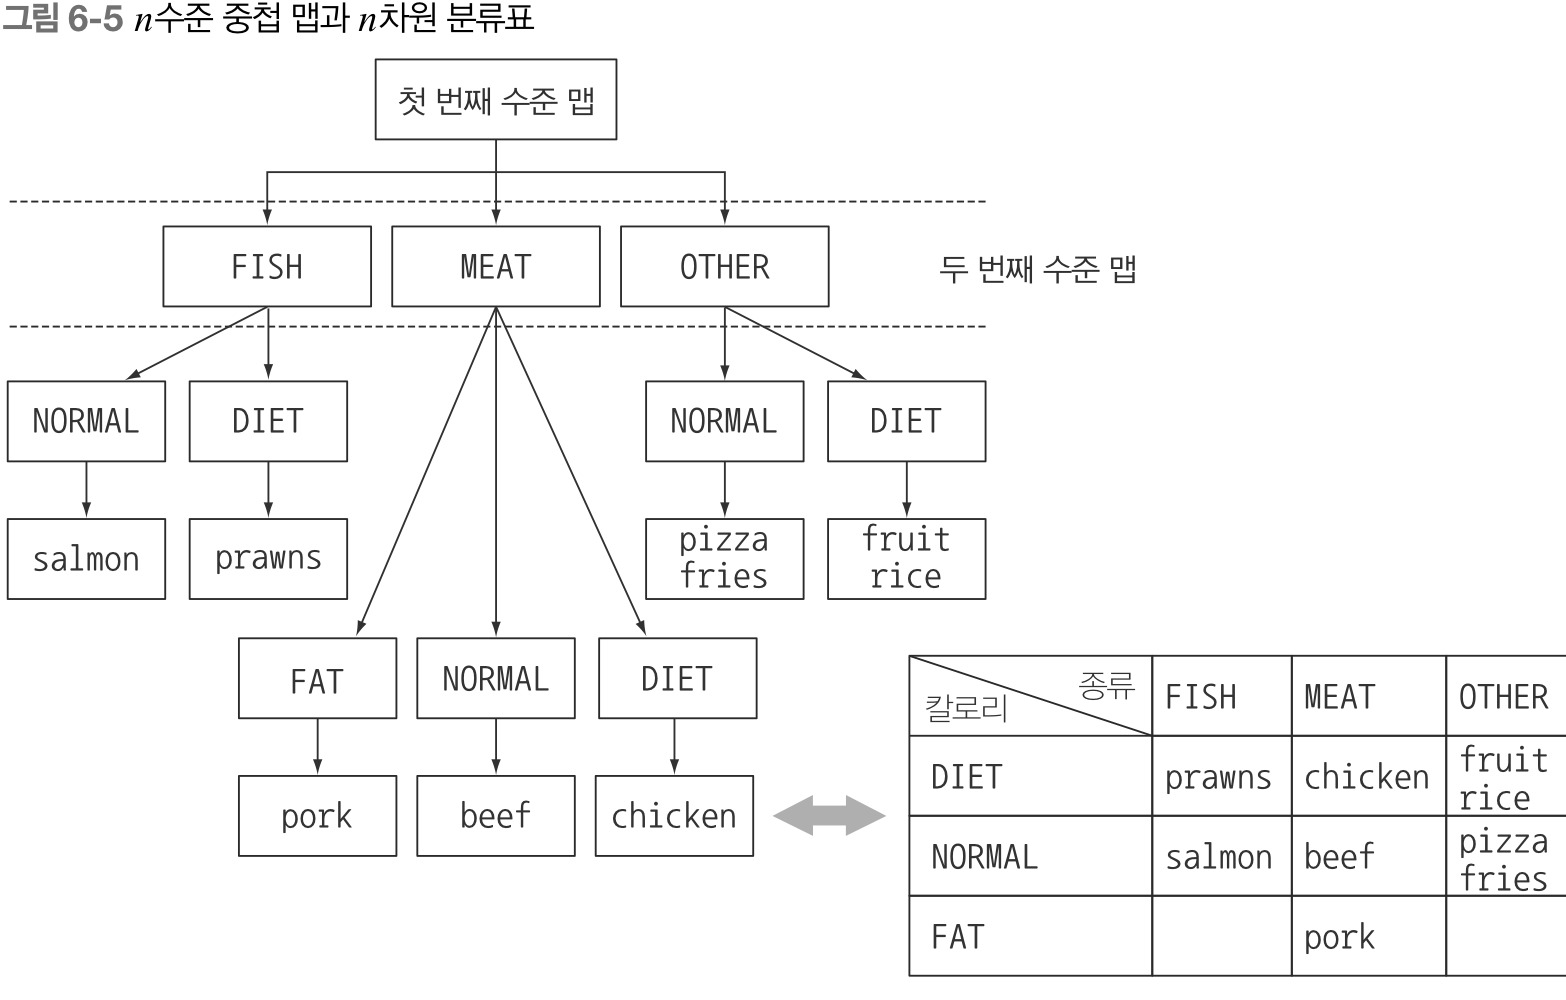 그림 6-5 n수준 중첩 맵과 n차원 분류표
첫 번째 수준 맵
FISH
MEAT
OTHER
두 번째 수준 맵
NORMAL
DIET
NORMAL
DIET
salmon
prawns
pizza
fries
fruit
rice
FAT
NORMAL
DIET
pork
beef
chicken
종류
칼로리
FISH
MEAT
OTHER
DIET
prawns
chicken
fruit
rice
NORMAL
salmon
beef
pizza
fries
FAT
pork